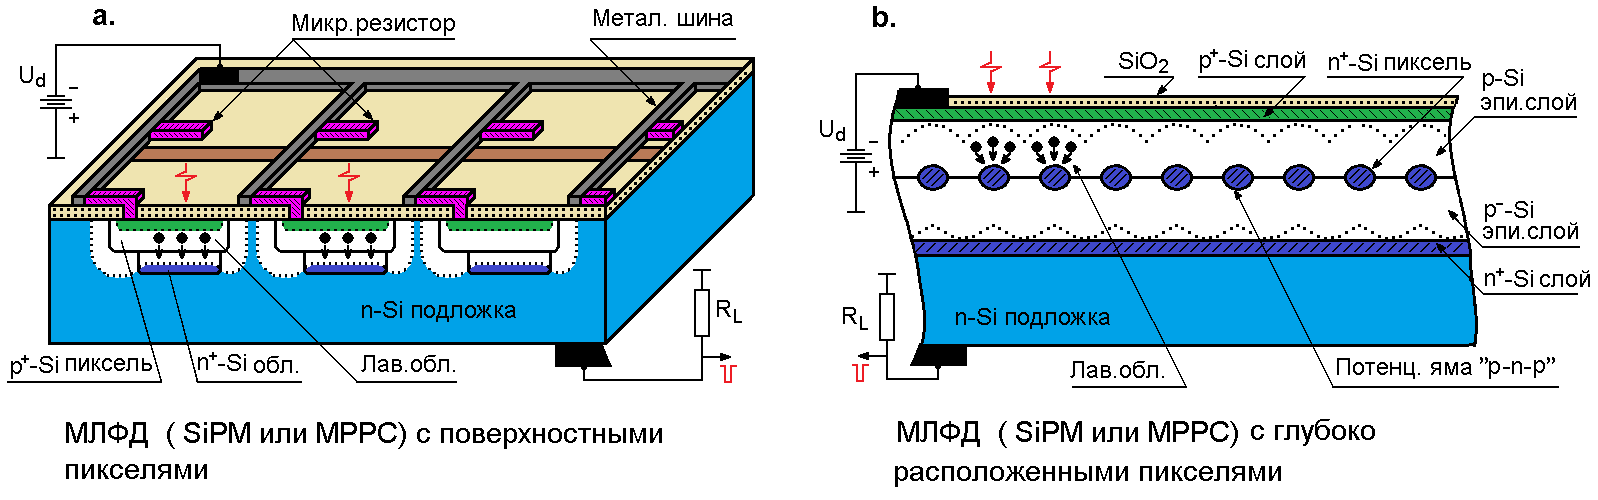 a.
Микр.резистор
Метал. шина
Ud
−
+
n-Si подложка
RL
p+-Si пиксель
n+-Si обл.
Лав.обл.
МЛФД ( SiPM или MPPC) с поверхностными
пикселями
b.
SiO2
p+-Si слой
n+-Si пиксель
p-Si
эпи.слой
Ud
−
+
p−-Si
эпи.слой
n+-Si слой
RL
n-Si подложка
Лав.обл.
Потенц. яма ”p-n-p”
МЛФД ( SiPM или MPPC) с глубоко
расположенными пикселями